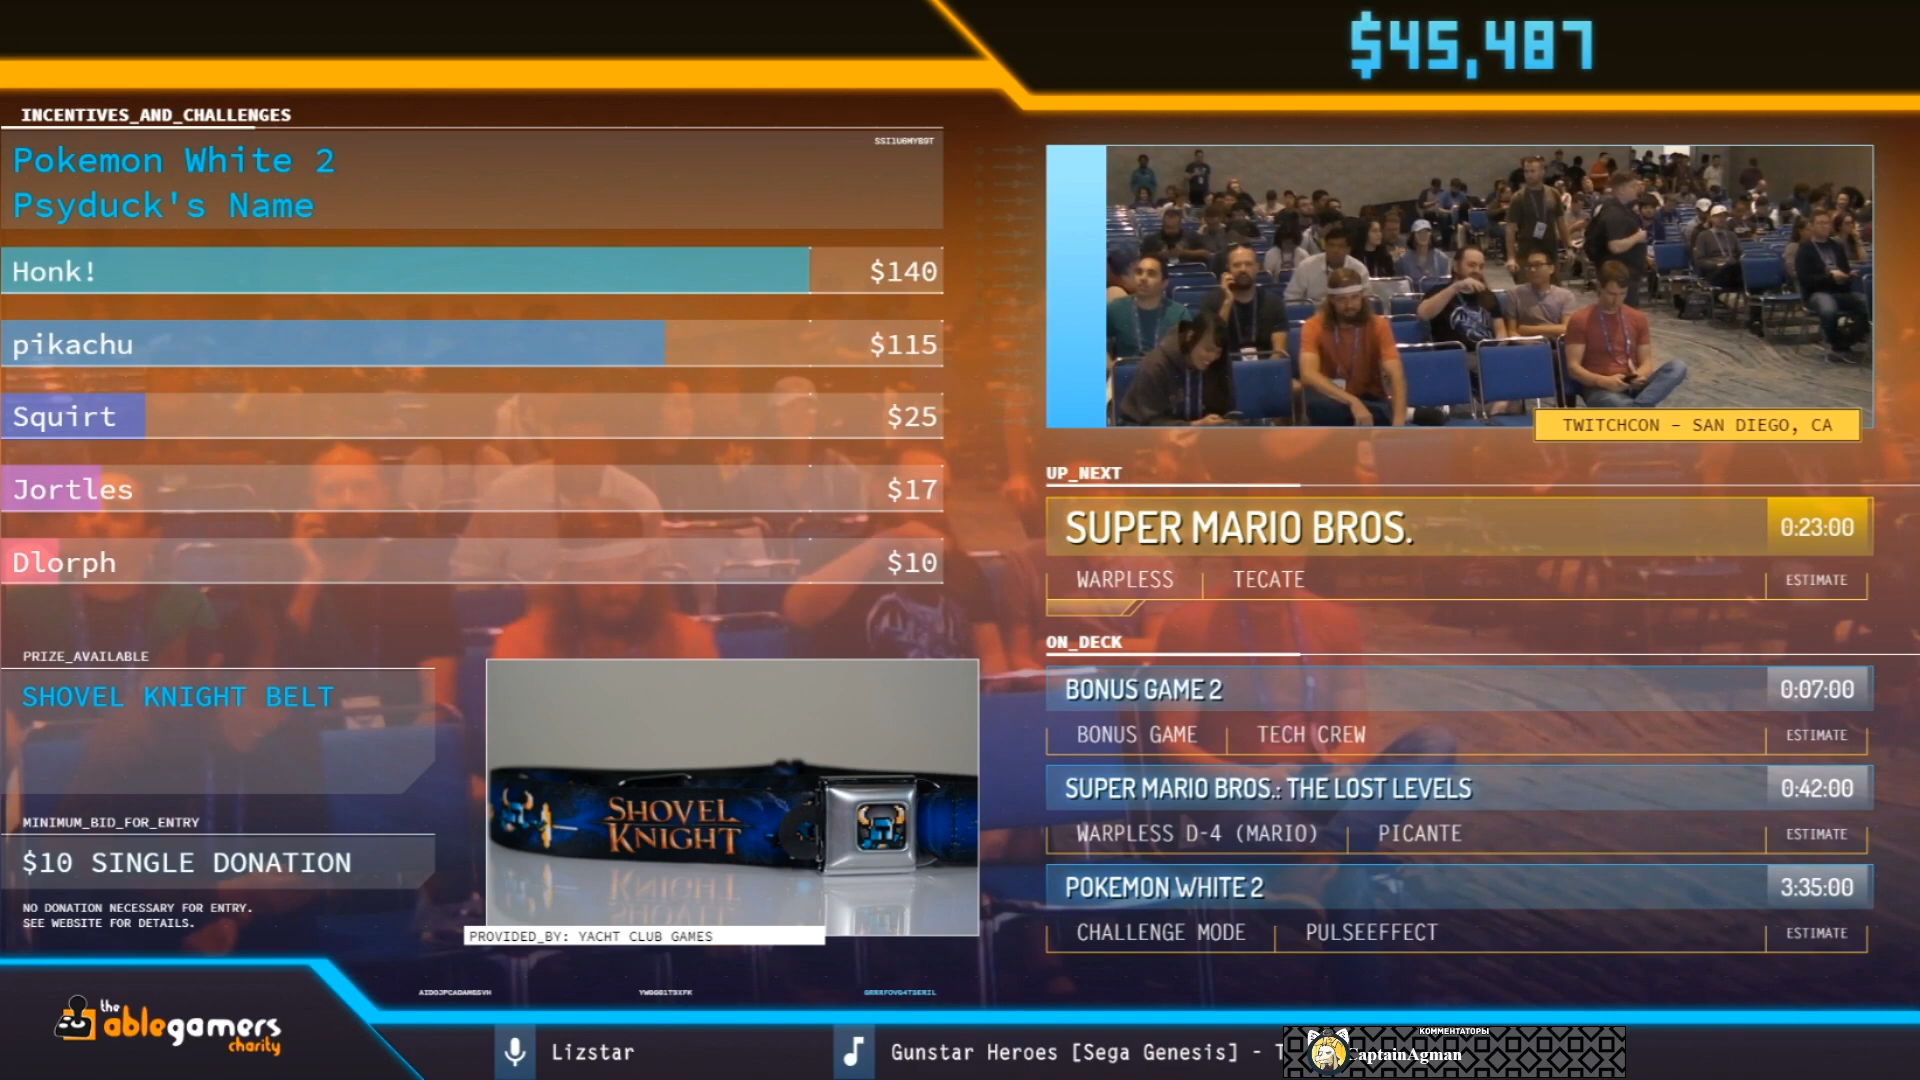 $45,487
INCENTIVES_AND_CHALLENGES
Pokemon White 2
Psyduck's Name
Honk! $140
pikachu $115
Squirt $25
Jortles $17
Dlorph $10
PRIZE_AVAILABLE
SHOVEL KNIGHT BELT
MINIMUM_BID_FOR_ENTRY
$10 SINGLE DONATION
NO DONATION NECESSARY FOR ENTRY.
SEE WEBSITE FOR DETAILS.
SHOVEL
KNIGHT
PROVIDED_BY: YACHT CLUB GAMES
TWITCHCON - SAN DIEGO, CA
UP_NEXT
SUPER MARIO BROS. 0:23:00
WARPLESS TECATE ESTIMATE
ON_DECK
BONUS GAME 2 0:07:00
BONUS GAME TECH CREW ESTIMATE
SUPER MARIO BROS.: THE LOST LEVELS 0:42:00
WARPLESS D-4 (MARIO) PICANTE ESTIMATE
POKEMON WHITE 2 3:35:00
CHALLENGE MODE PULSEEFFECT ESTIMATE
the
ablegamers
charity
Lizstar
Gunstar Heroes [Sega Genesis] -
КОММЕНТАТОРЫ
CaptainAgman